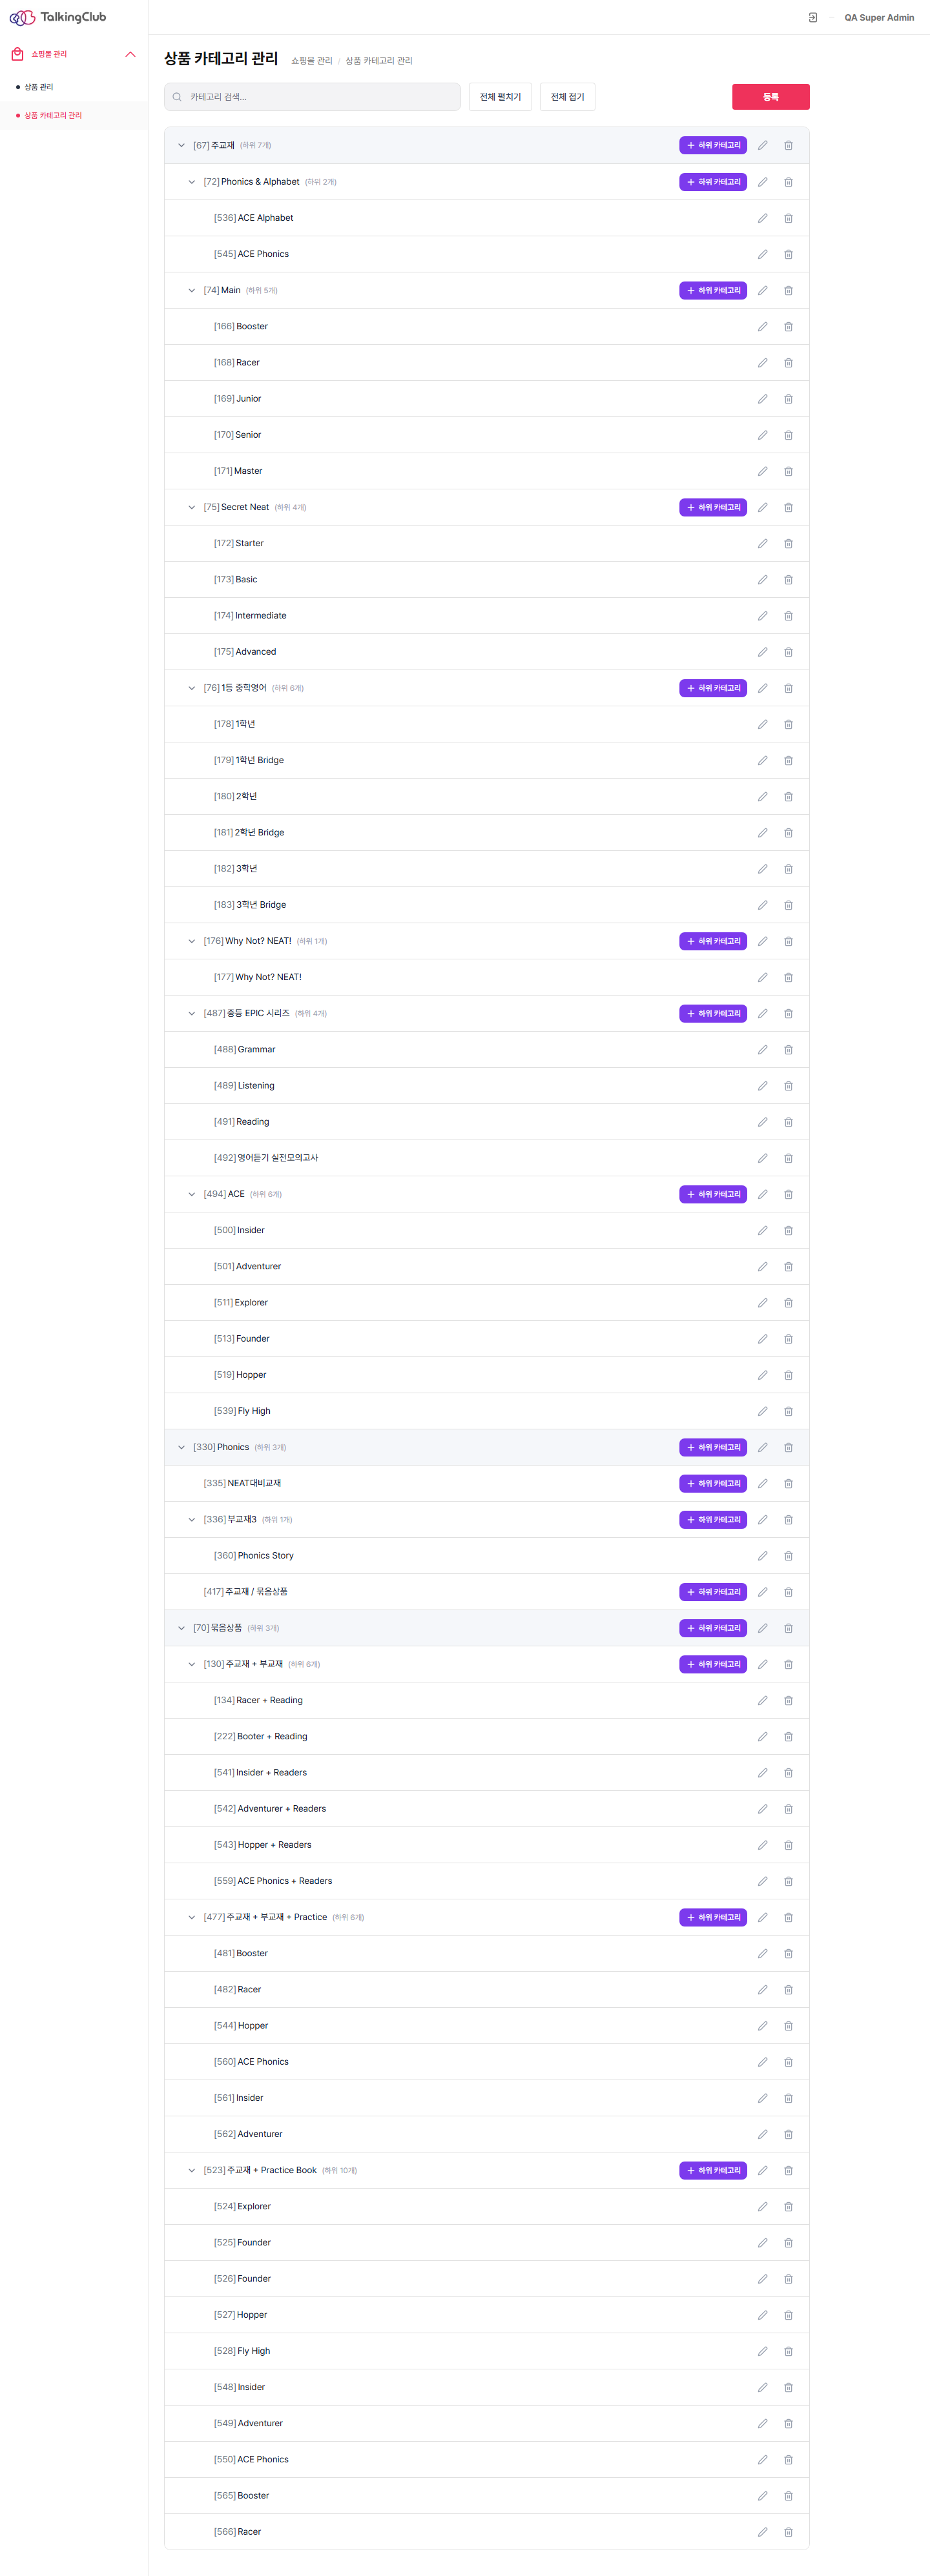 TalkingClub
QA Super Admin
쇼핑몰 관리
상품 관리
상품 카테고리 관리
상품 카테고리 관리 쇼핑몰 관리 / 상품 카테고리 관리
카테고리 검색... 전체 펼치기 전체 접기 등록
[67] 주교재 (하위 7개) + 하위 카테고리
[72] Phonics & Alphabet (하위 2개) + 하위 카테고리
[536] ACE Alphabet
[545] ACE Phonics
[74] Main (하위 5개) + 하위 카테고리
[166] Booster
[168] Racer
[169] Junior
[170] Senior
[171] Master
[75] Secret Neat (하위 4개) + 하위 카테고리
[172] Starter
[173] Basic
[174] Intermediate
[175] Advanced
[76] 1등 중학영어 (하위 6개) + 하위 카테고리
[178] 1학년
[179] 1학년 Bridge
[180] 2학년
[181] 2학년 Bridge
[182] 3학년
[183] 3학년 Bridge
[176] Why Not? NEAT! (하위 1개) + 하위 카테고리
[177] Why Not? NEAT!
[487] 중등 EPIC 시리즈 (하위 4개) + 하위 카테고리
[488] Grammar
[489] Listening
[491] Reading
[492] 영어듣기 실전모의고사
[494] ACE (하위 6개) + 하위 카테고리
[500] Insider
[501] Adventurer
[511] Explorer
[513] Founder
[519] Hopper
[539] Fly High
[330] Phonics (하위 3개) + 하위 카테고리
[335] NEAT대비교재 + 하위 카테고리
[336] 부교재3 (하위 1개) + 하위 카테고리
[360] Phonics Story
[417] 주교재 / 묶음상품 + 하위 카테고리
[70] 묶음상품 (하위 3개) + 하위 카테고리
[130] 주교재 + 부교재 (하위 6개) + 하위 카테고리
[134] Racer + Reading
[222] Booter + Reading
[541] Insider + Readers
[542] Adventurer + Readers
[543] Hopper + Readers
[559] ACE Phonics + Readers
[477] 주교재 + 부교재 + Practice (하위 6개) + 하위 카테고리
[481] Booster
[482] Racer
[544] Hopper
[560] ACE Phonics
[561] Insider
[562] Adventurer
[523] 주교재 + Practice Book (하위 10개) + 하위 카테고리
[524] Explorer
[525] Founder
[526] Founder
[527] Hopper
[528] Fly High
[548] Insider
[549] Adventurer
[550] ACE Phonics
[565] Booster
[566] Racer